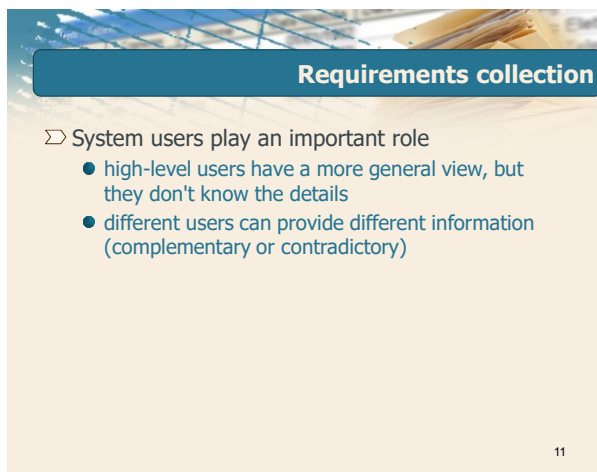 Requirements collection
System users play an important role
high-level users have a more general view, but
they don't know the details
different users can provide different information
(complementary or contradictory)
11